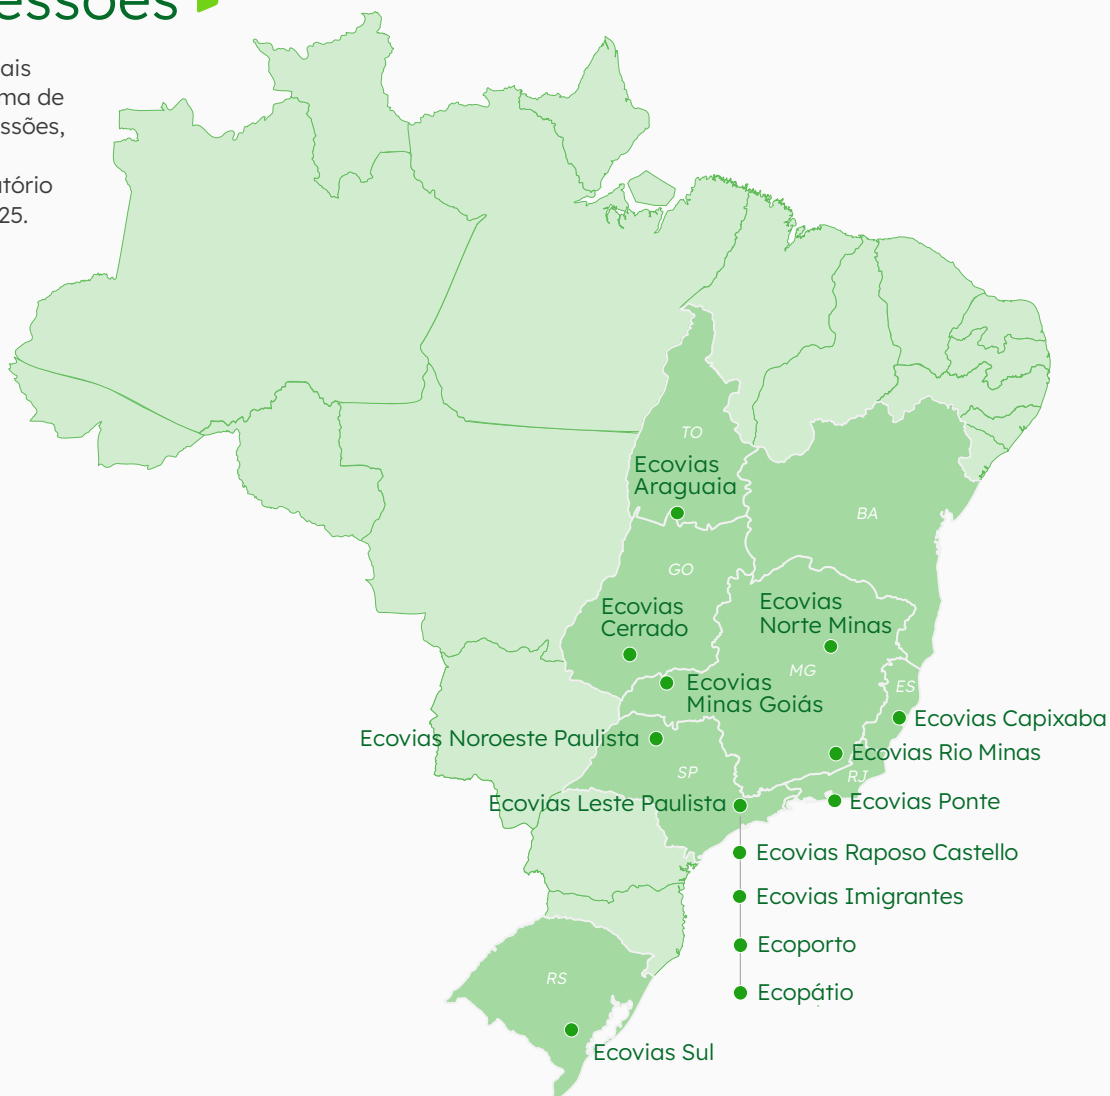 essões
ais
ma de
ssões,
tório
25.
TO
Ecovias
Araguaia
BA
GO
Ecovias
Cerrado
Ecovias
Norte Minas
MG
Ecovias
Minas Goiás
ES
Ecovias Capixaba
Ecovias Noroeste Paulista
Ecovias Rio Minas
SP
RJ
Ecovias Leste Paulista
Ecovias Ponte
Ecovias Raposo Castello
Ecovias Imigrantes
Ecoporto
RS
Ecopátio
Ecovias Sul